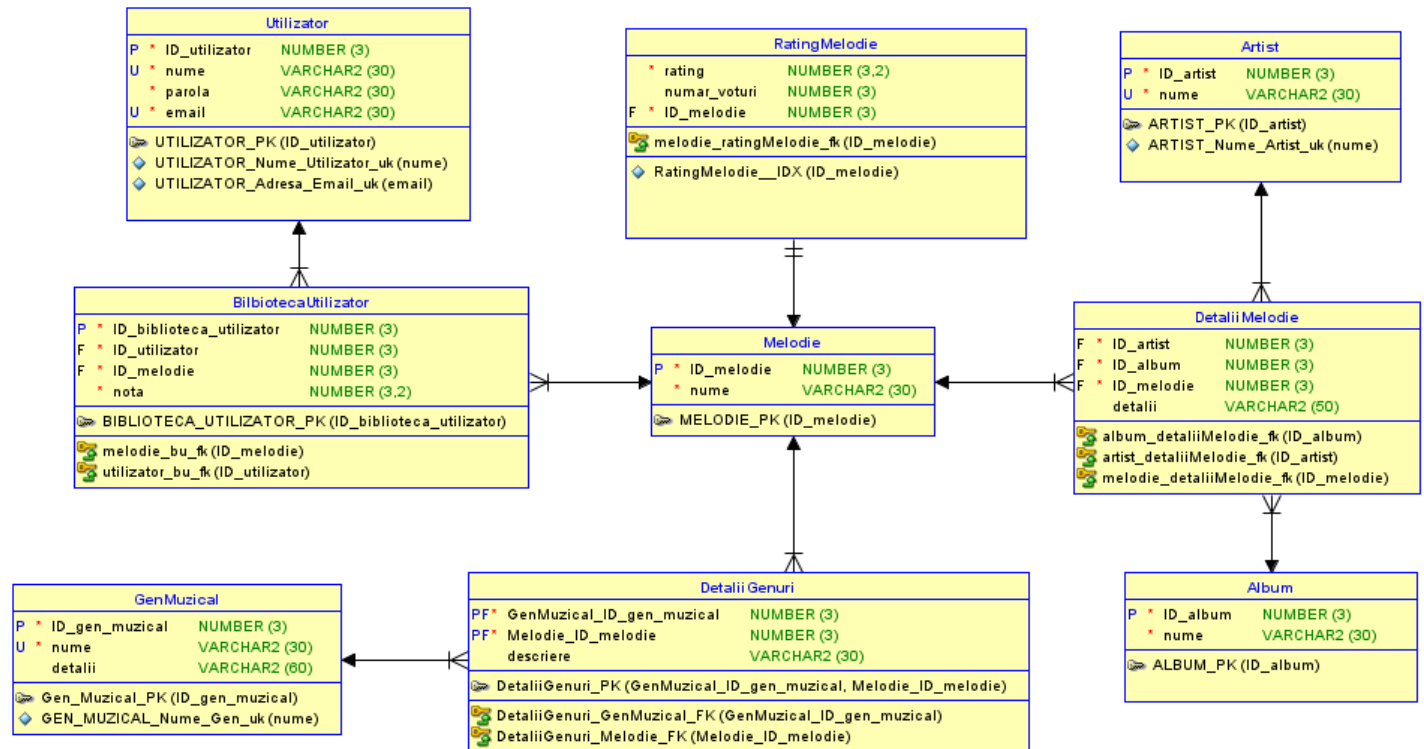 Utilizator
P * ID_utilizator NUMBER (3)
U * nume VARCHAR2 (30)
* parola VARCHAR2 (30)
U * email VARCHAR2 (30)
UTILIZATOR_PK (ID_utilizator)
UTILIZATOR_Nume_Utilizator_uk (nume)
UTILIZATOR_Adresa_Email_uk (email)
RatingMelodie
* rating NUMBER (3,2)
numar_voturi NUMBER (3)
F * ID_melodie NUMBER (3)
melodie_ratingMelodie_fk (ID_melodie)
RatingMelodie__IDX (ID_melodie)
Artist
P * ID_artist NUMBER (3)
U * nume VARCHAR2 (30)
ARTIST_PK (ID_artist)
ARTIST_Nume_Artist_uk (nume)
BilbiotecaUtilizator
P * ID_biblioteca_utilizator NUMBER (3)
F * ID_utilizator NUMBER (3)
F * ID_melodie NUMBER (3)
* nota NUMBER (3,2)
BIBLIOTECA_UTILIZATOR_PK (ID_biblioteca_utilizator)
melodie_bu_fk (ID_melodie)
utilizator_bu_fk (ID_utilizator)
Melodie
P * ID_melodie NUMBER (3)
* nume VARCHAR2 (30)
MELODIE_PK (ID_melodie)
DetaliiMelodie
F * ID_artist NUMBER (3)
F * ID_album NUMBER (3)
F * ID_melodie NUMBER (3)
detalii VARCHAR2 (50)
album_detaliiMelodie_fk (ID_album)
artist_detaliiMelodie_fk (ID_artist)
melodie_detaliiMelodie_fk (ID_melodie)
GenMuzical
P * ID_gen_muzical NUMBER (3)
U * nume VARCHAR2 (30)
detalii VARCHAR2 (60)
Gen_Muzical_PK (ID_gen_muzical)
GEN_MUZICAL_Nume_Gen_uk (nume)
DetaliiGenuri
PF* GenMuzical_ID_gen_muzical NUMBER (3)
PF* Melodie_ID_melodie NUMBER (3)
descriere VARCHAR2 (30)
DetaliiGenuri_PK (GenMuzical_ID_gen_muzical, Melodie_ID_melodie)
DetaliiGenuri_GenMuzical_FK (GenMuzical_ID_gen_muzical)
DetaliiGenuri_Melodie_FK (Melodie_ID_melodie)
Album
P * ID_album NUMBER (3)
* nume VARCHAR2 (30)
ALBUM_PK (ID_album)